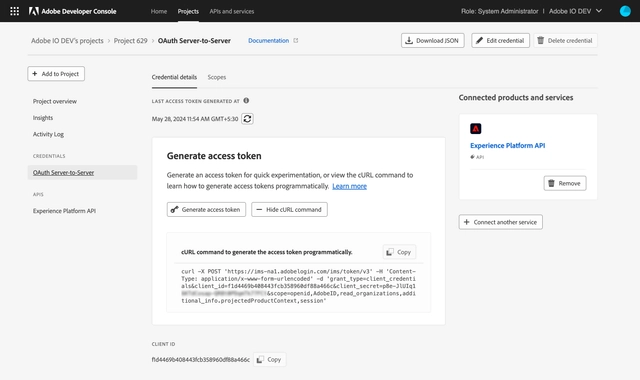 Adobe Developer Console
Home
Projects
APIs and services
Role: System Administrator
Adobe IO DEV
Adobe IO DEV's projects
Project 629
OAuth Server-to-Server
Documentation
Download JSON
Edit credential
Delete credential
+ Add to Project
Project overview
Insights
Activity Log
CREDENTIALS
OAuth Server-to-Server
APIS
Experience Platform API
Credential details
Scopes
LAST ACCESS TOKEN GENERATED AT
May 28, 2024 11:54 AM GMT+5:30
Generate access token
Generate an access token for quick experimentation, or view the cURL command to
learn how to generate access tokens programmatically. Learn more
Generate access token
Hide cURL command
cURL command to generate the access token programmatically.
Copy
curl -X POST 'https://ims-na1.adobelogin.com/ims/token/v3' -H 'Content-
Type: application/x-www-form-urlencoded' -d 'grant_type=client_credenti
als&client_id=f1d4469b408443fcb358960df88a466c&client_secret=p8e-JlUIq1
&scope=openid,AdobeID,read_organizations,addi
tional_info.projectedProductContext,session'
CLIENT ID
f1d4469b408443fcb358960df88a466c
Copy
Connected products and services
Experience Platform API
API
Remove
+ Connect another service